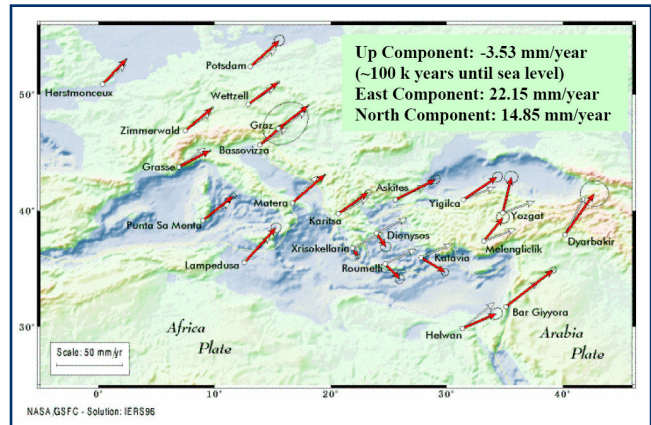 Up Component: -3.53 mm/year
(~100 k years until sea level)
East Component: 22.15 mm/year
North Component: 14.85 mm/year
Potsdam
Herstmonceux
50°
Wettzell
Zimmerwald
Graz
Bassovizza
Grasse
Askites
Matera
Yigilca
40°
Karitsa
Yozgat
Punta Sa Menta
Dionysos
Dyarbakir
Xrisokellaria
Melengliclik
Lampedusa
Roumelli
Katavia
Bar Giyyora
30°
Africa
Plate
Helwan
Arabia
Plate
Scale: 50 mm/yr
0°
10°
20°
30°
40°
NASA/GSFC - Solution: IERS96